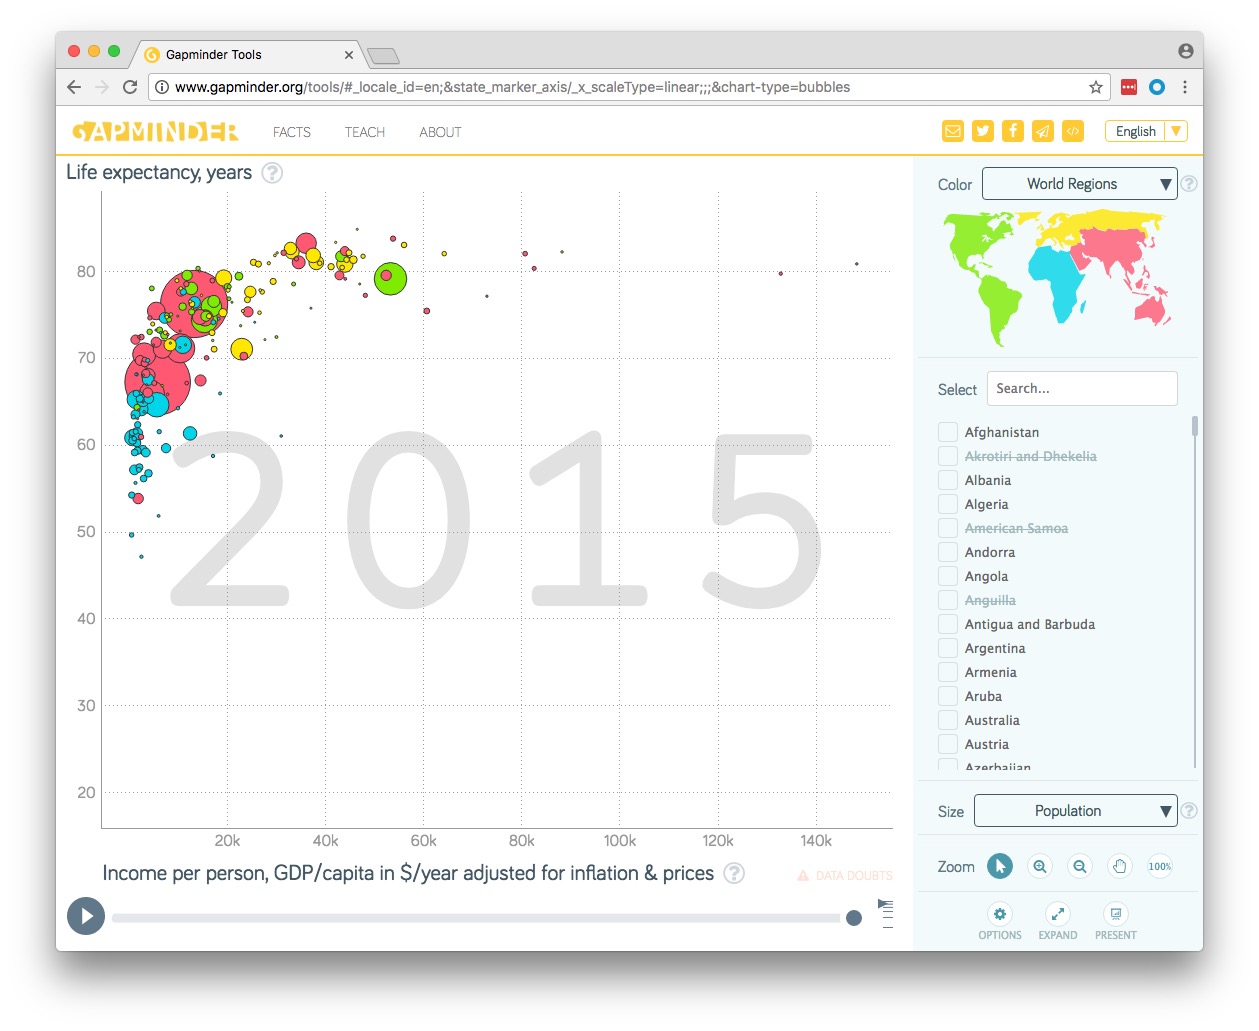 Gapminder Tools
www.gapminder.org/tools/#_locale_id=en;&state_marker_axis/_x_scaleType=linear;;;&chart-type=bubbles
GAPMINDER FACTS TEACH ABOUT English
Life expectancy, years ?
80
70
60
50
40
30
20
2015
20k 40k 60k 80k 100k 120k 140k
Income per person, GDP/capita in $/year adjusted for inflation & prices ? DATA DOUBTS
Color World Regions ?
Select Search...
Afghanistan
Akrotiri and Dhekelia
Albania
Algeria
American Samoa
Andorra
Angola
Anguilla
Antigua and Barbuda
Argentina
Armenia
Aruba
Australia
Austria
Azerbaijan
Size Population ?
Zoom 100%
OPTIONS EXPAND PRESENT